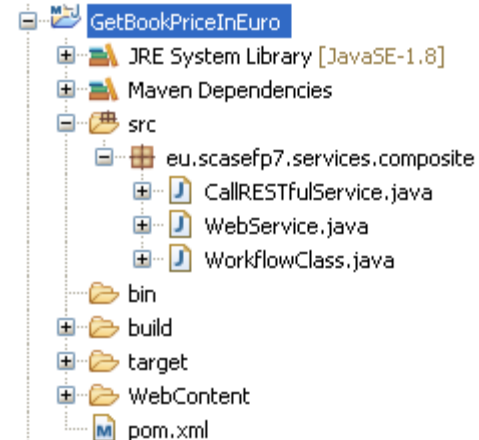 GetBookPriceInEuro
JRE System Library [JavaSE-1.8]
Maven Dependencies
src
eu.scasefp7.services.composite
CallRESTfulService.java
WebService.java
WorkflowClass.java
bin
build
target
WebContent
pom.xml